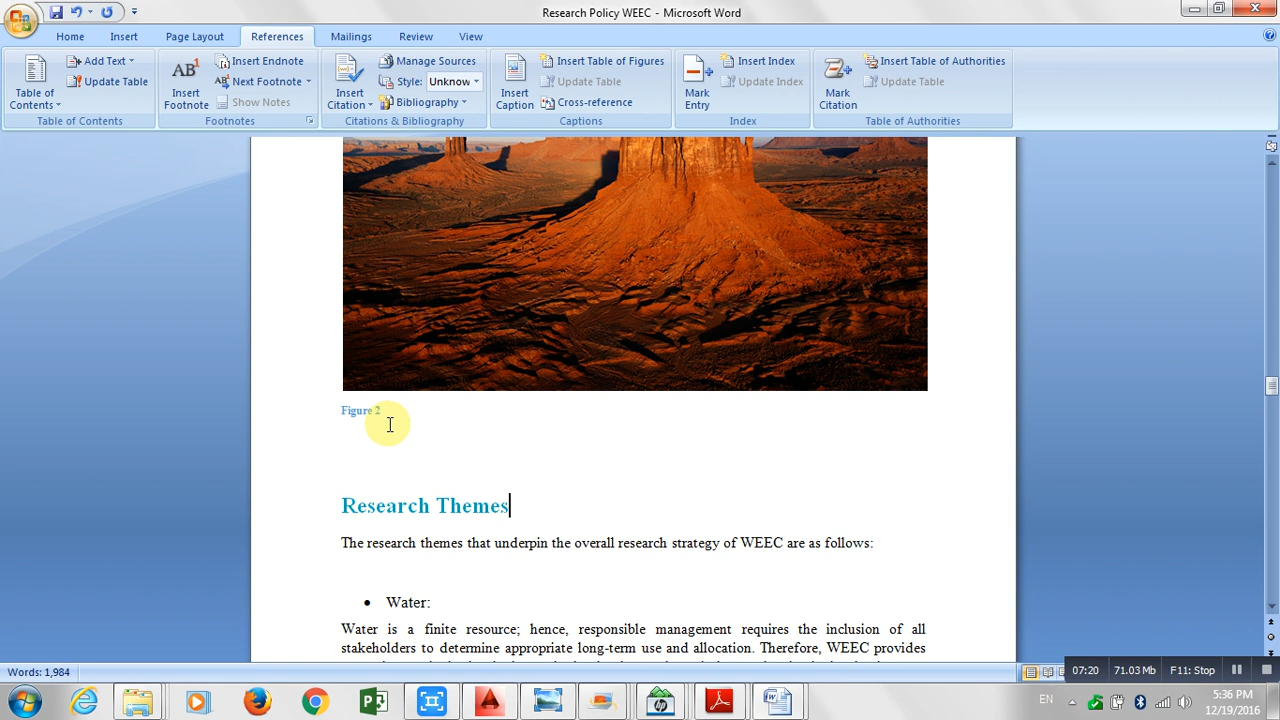 Research Policy WEEC - Microsoft Word
Home Insert Page Layout References Mailings Review View
Table of Contents
Add Text
Update Table
Table of Contents
AB1
Insert Footnote
Insert Endnote
AB1 Next Footnote
Show Notes
Footnotes
Insert Citation
Manage Sources
Style: Unknow
Bibliography
Citations & Bibliography
Insert Caption
Insert Table of Figures
Update Table
Cross-reference
Captions
Mark Entry
Insert Index
Update Index
Index
Mark Citation
Insert Table of Authorities
Update Table
Table of Authorities
Figure 2
Research Themes
The research themes that underpin the overall research strategy of WEEC are as follows:
• Water:
Water is a finite resource; hence, responsible management requires the inclusion of all
stakeholders to determine appropriate long-term use and allocation. Therefore, WEEC provides
Words: 1,984
07:20 71.03 Mb F11: Stop
EN
5:36 PM
12/19/2016